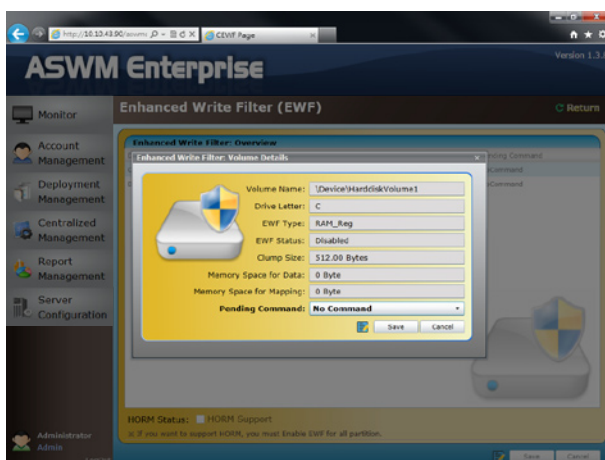 http://10.10.43.90/aswm
CEWF Page
ASWM Enterprise
Version 1.3.
Monitor
Enhanced Write Filter (EWF)
Return
Account
Management
Deployment
Management
Centralized
Management
Report
Management
Server
Configuration
Enhanced Write Filter: Overview
Enhanced Write Filter: Volume Details
Pending Command
Volume Name: \Device\HarddiskVolume1
Drive Letter: C
EWF Type: RAM_Reg
EWF Status: Disabled
Clump Size: 512.00 Bytes
Memory Space for Data: 0 Byte
Memory Space for Mapping: 0 Byte
Pending Command: No Command
Save Cancel
HORM Status: HORM Support
※ If you want to support HORM, you must Enable EWF for all partition.
Administrator
Admin
Save Cancel